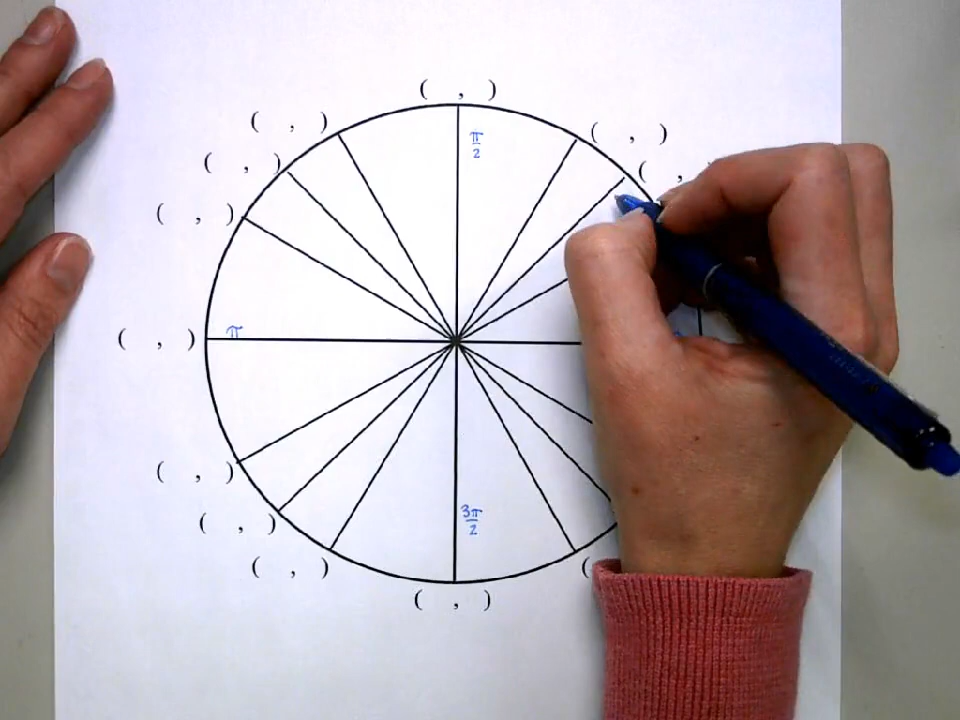 ( , )
( , )
( , )
π/2
( , )
( , )
( ,
( , )
π
( , )
( , )
( , )
3π/2
( , )
(
( , )